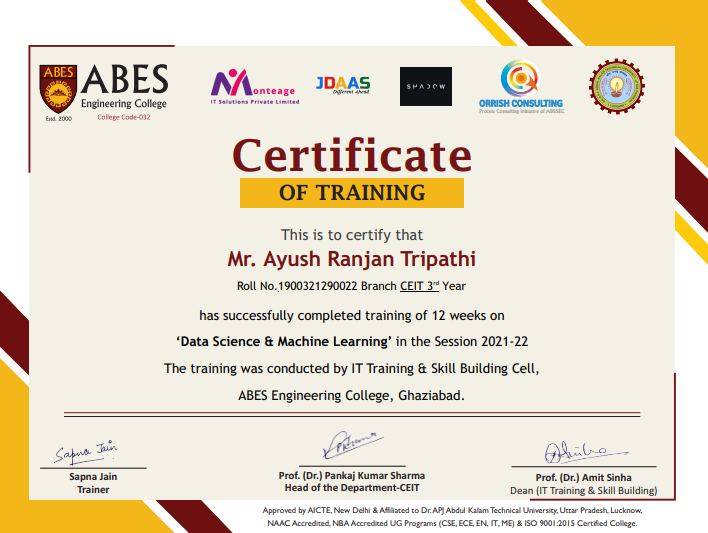 ABES
ABES
Engineering College
Estd. 2000
College Code-032
Monteage
IT Solutions Private Limited
JDAAS
Different Ahead
SHADOW
ORRISH CONSULTING
Process Consulting Initiative of ABESEC
Certificate
OF TRAINING
This is to certify that
Mr. Ayush Ranjan Tripathi
Roll No.1900321290022 Branch CEIT 3rd Year
has successfully completed training of 12 weeks on
‘Data Science & Machine Learning’ in the Session 2021-22
The training was conducted by IT Training & Skill Building Cell,
ABES Engineering College, Ghaziabad.
Sapna Jain
Sapna Jain
Trainer
Prof. (Dr.) Pankaj Kumar Sharma
Head of the Department-CEIT
Prof. (Dr.) Amit Sinha
Dean (IT Training & Skill Building)
Approved by AICTE, New Delhi & Affiliated to Dr. APJ Abdul Kalam Technical University, Uttar Pradesh, Lucknow,
NAAC Accredited, NBA Accredited UG Programs (CSE, ECE, EN, IT, ME) & ISO 9001:2015 Certified College.